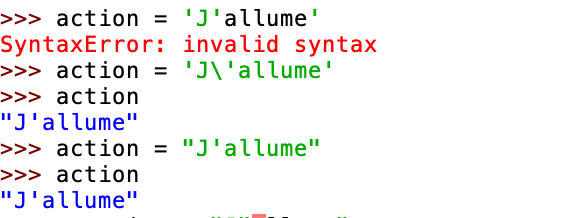 >>> action = 'J'allume'
SyntaxError: invalid syntax
>>> action = 'J\'allume'
>>> action
"J'allume"
>>> action = "J'allume"
>>> action
"J'allume"